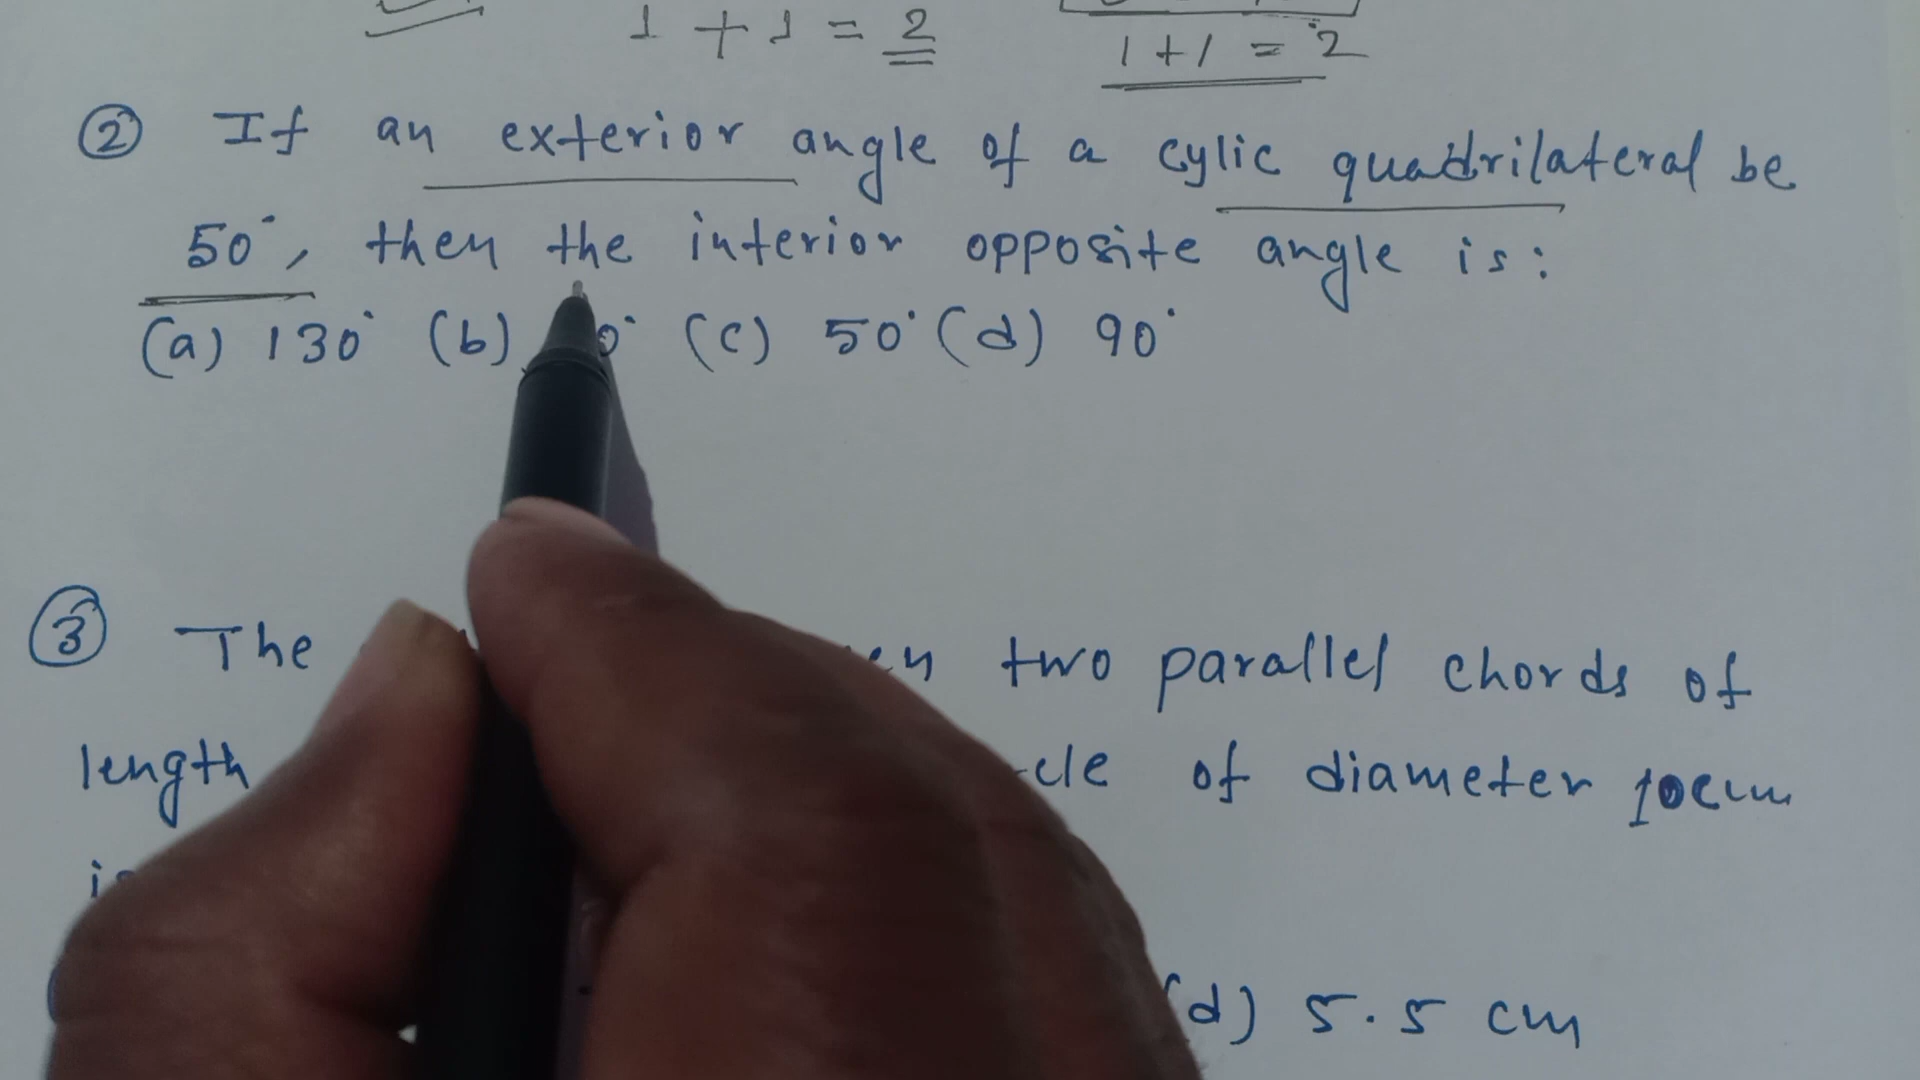 1 + 1 = 2
1 + 1 = 2
② If an exterior angle of a cylic quadrilateral be
50°, then the interior opposite angle is:
(a) 130° (b) (c) 50° (d) 90°
③ The two parallel chords of
length of diameter 10cm
(d) 5.5 cm